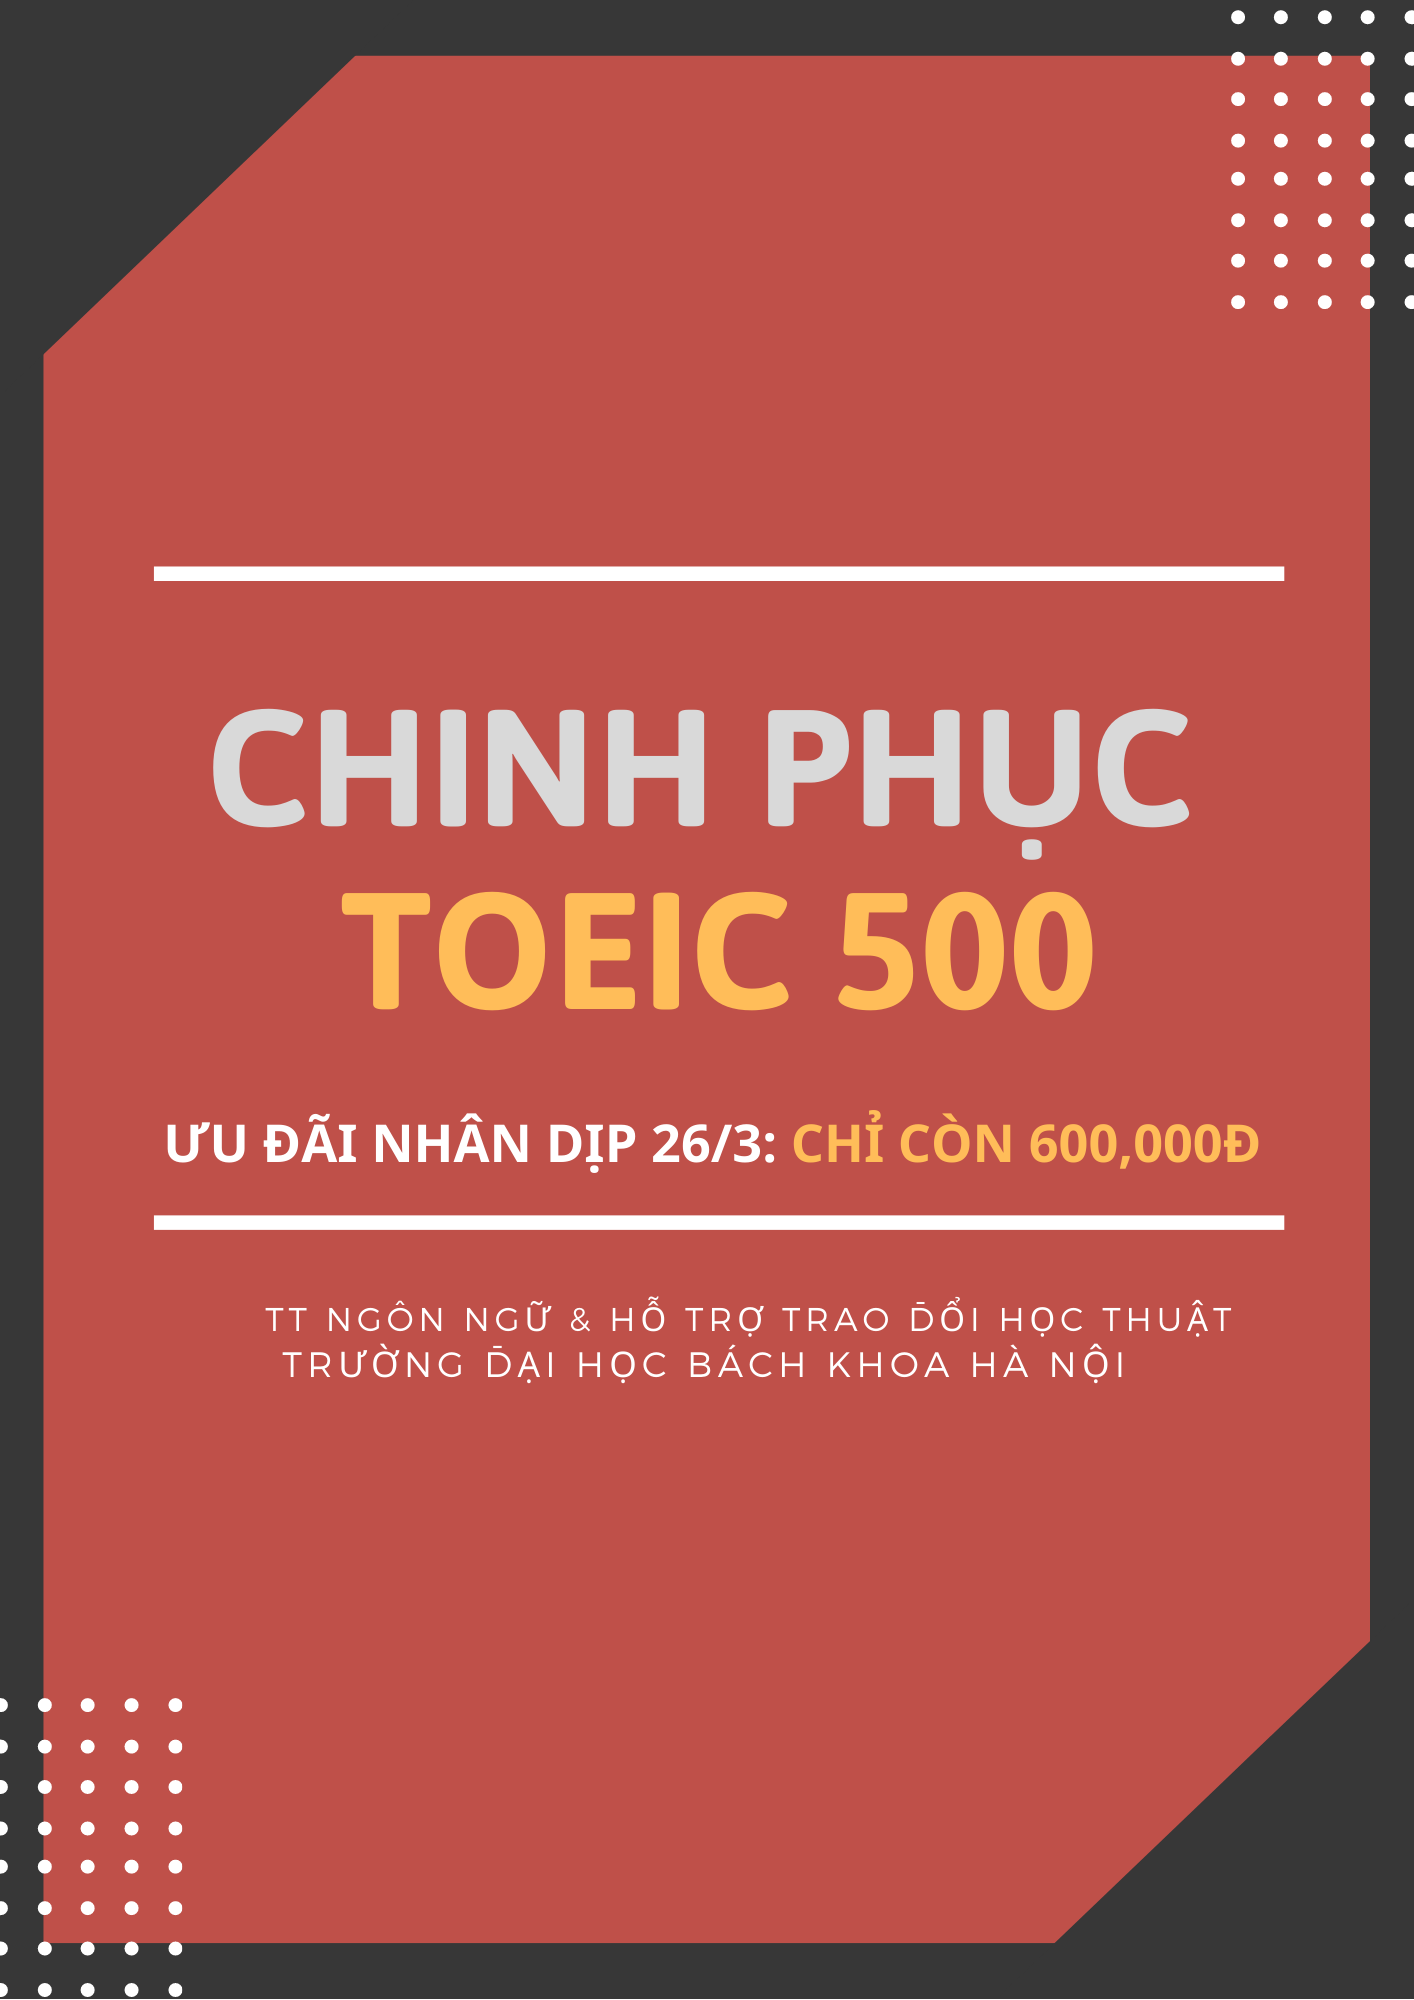 CHINH PHỤC
TOEIC 500
ƯU ĐÃI NHÂN DỊP 26/3: CHỈ CÒN 600,000Đ
TT NGÔN NGỮ & HỖ TRỢ TRAO ĐỔI HỌC THUẬT
TRƯỜNG ĐẠI HỌC BÁCH KHOA HÀ NỘI